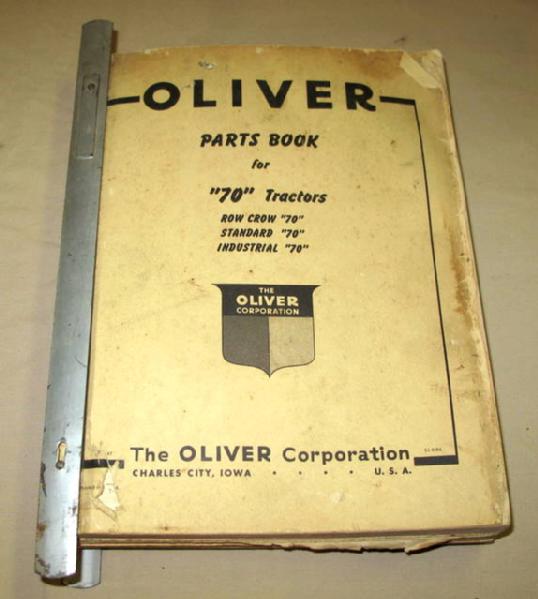 OLIVER
PARTS BOOK
for
"70" Tractors
ROW CROW "70"
STANDARD "70"
INDUSTRIAL "70"
THE
OLIVER
CORPORATION
The OLIVER Corporation
CHARLES CITY, IOWA · · · · U. S. A.